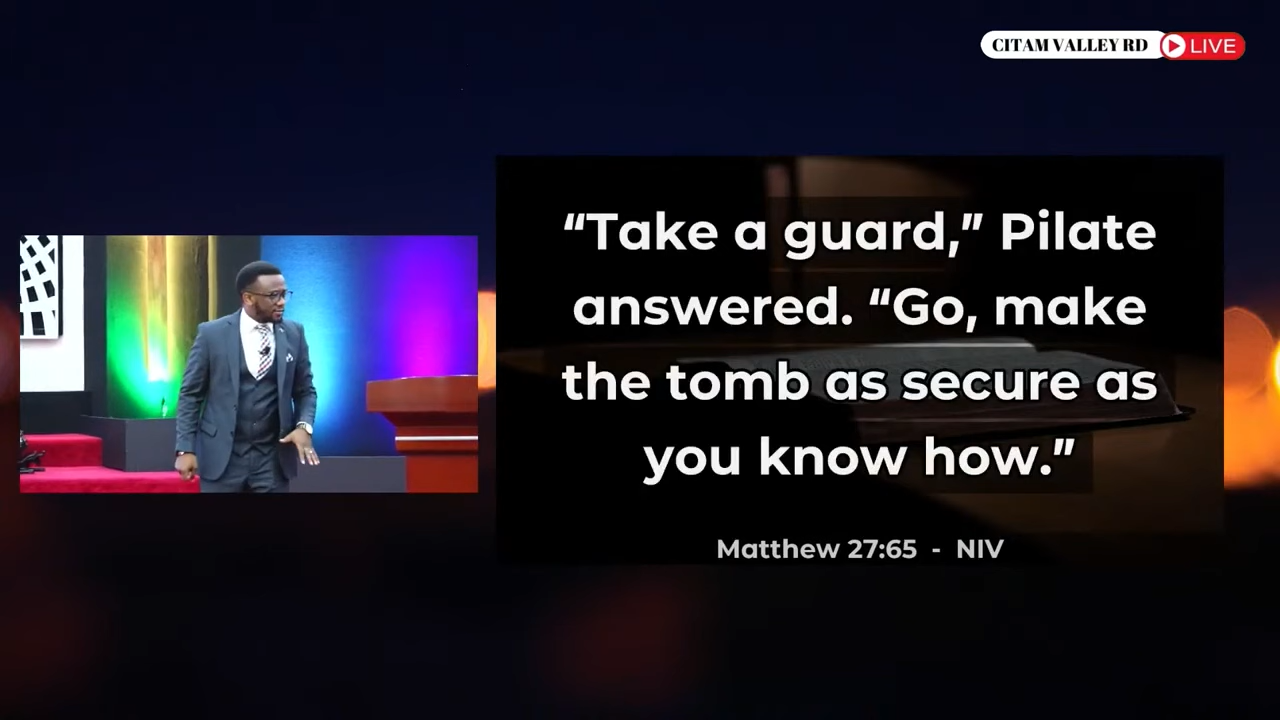 CITAM VALLEY RD LIVE
“Take a guard,” Pilate
answered. “Go, make
the tomb as secure as
you know how.”
Matthew 27:65 - NIV